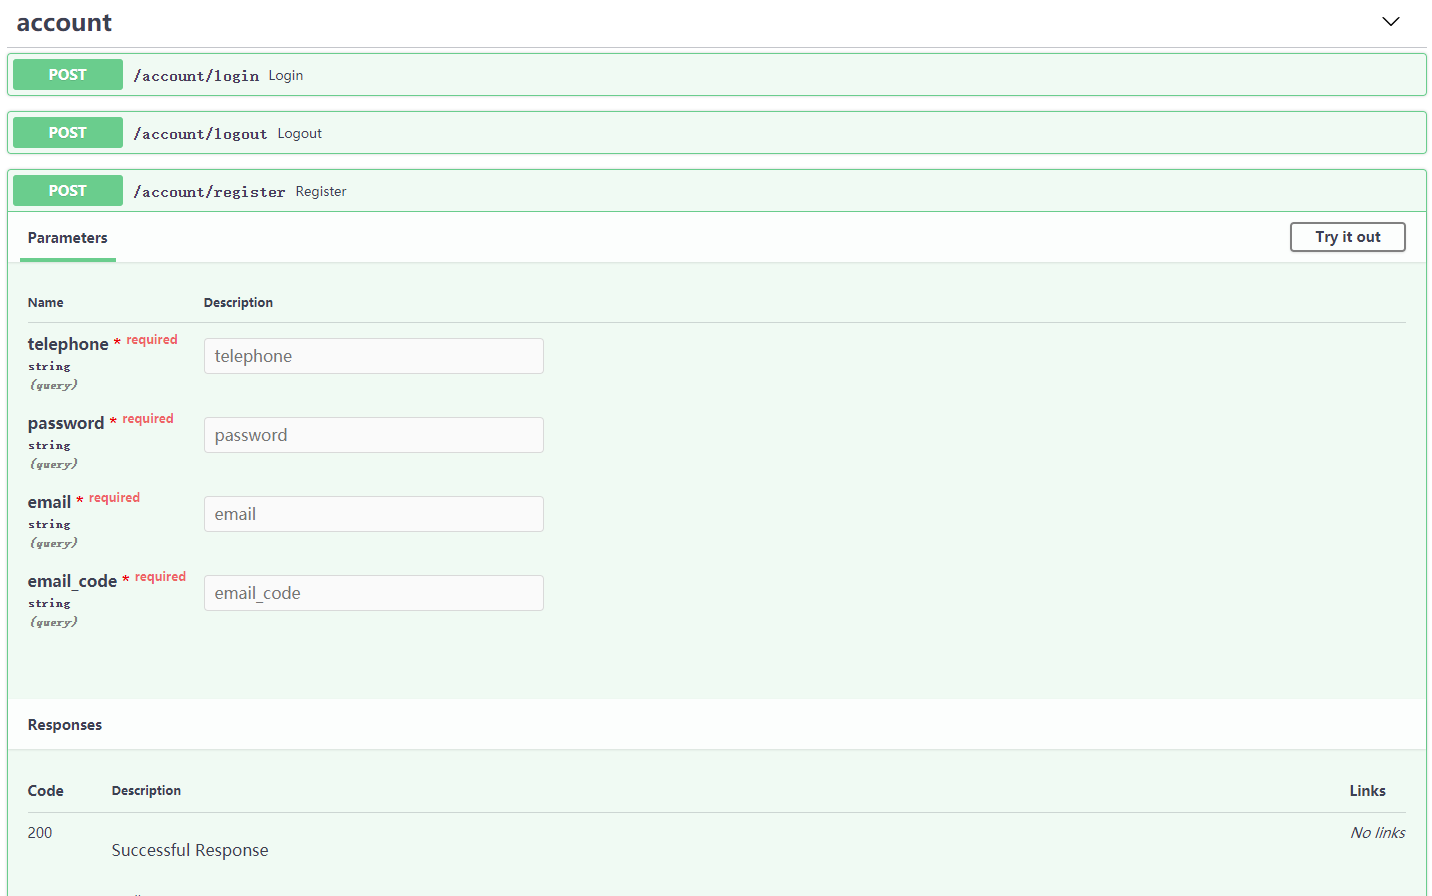 account
POST /account/login Login
POST /account/logout Logout
POST /account/register Register
Parameters Try it out
Name Description
telephone * required
string
(query)
telephone
password * required
string
(query)
password
email * required
string
(query)
email
email_code * required
string
(query)
email_code
Responses
Code Description Links
200 Successful Response No links